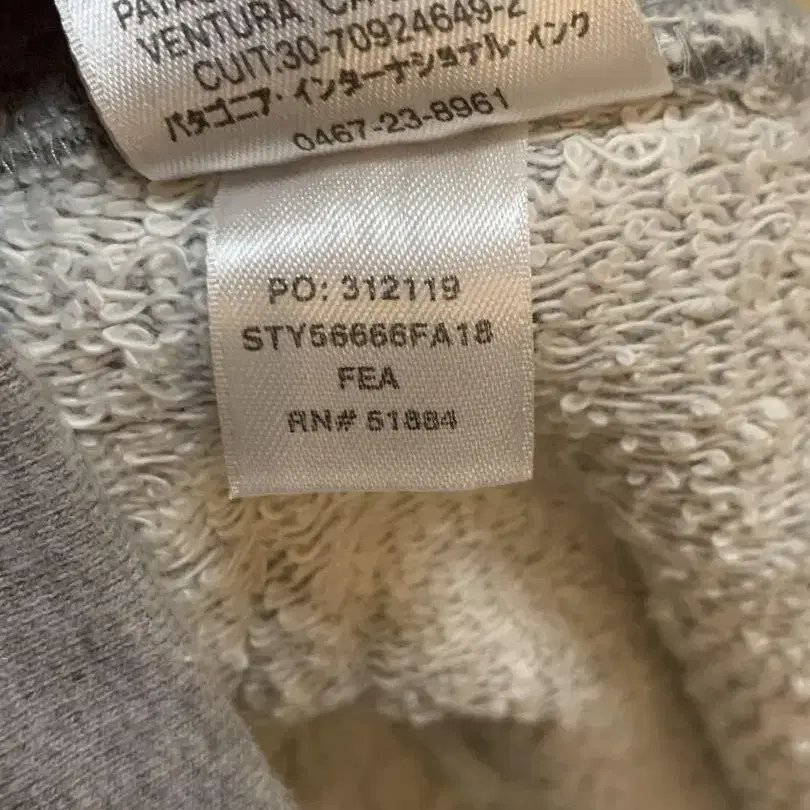 VENTURA, CA
CUIT:30-70924649-2
パタゴニア・インターナショナル・インク
0467-23-8961
PO: 312119
STY56666FA18
FEA
RN# 51884